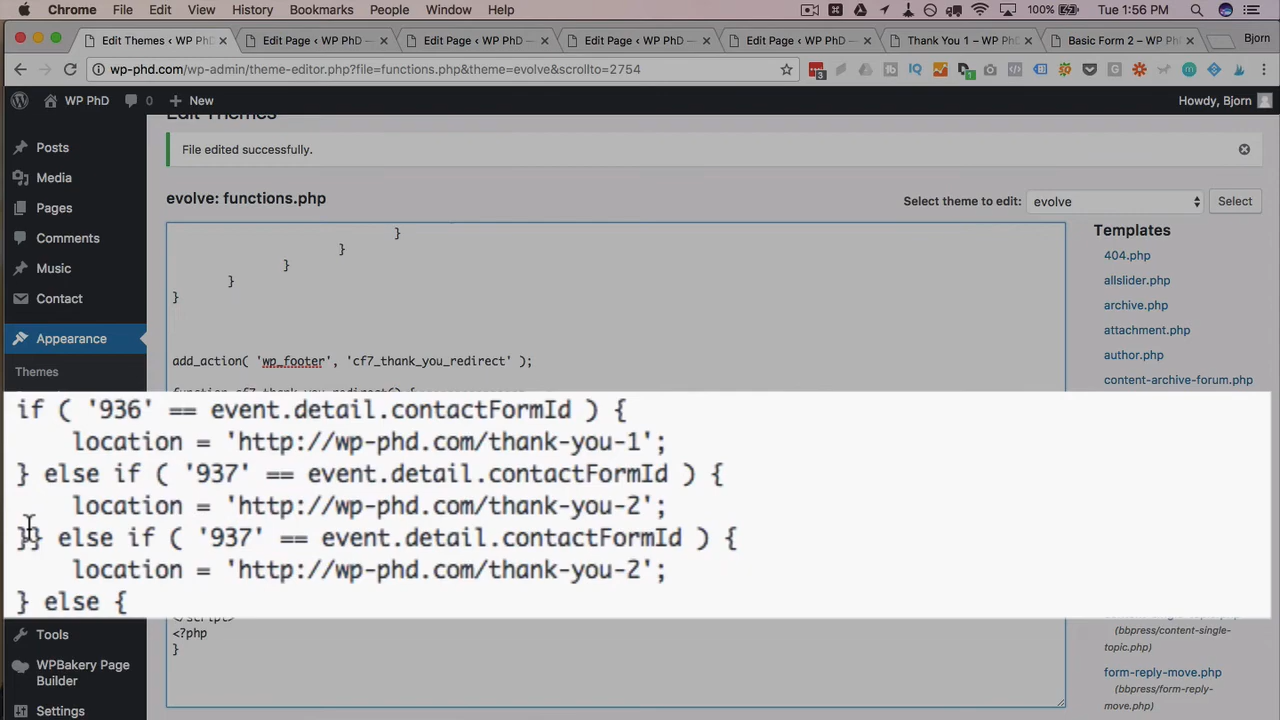 Chrome File Edit View History Bookmarks People Window Help 100% Tue 1:56 PM
Edit Themes ‹ WP PhD × Edit Page ‹ WP PhD × Edit Page ‹ WP PhD × Edit Page ‹ WP PhD × Edit Page ‹ WP PhD × Thank You 1 – WP PhD × Basic Form 2 – WP PhD × Bjorn
wp-phd.com/wp-admin/theme-editor.php?file=functions.php&theme=evolve&scrollto=2754
WP PhD + New Howdy, Bjorn
Posts
Media
Pages
Comments
Music
Contact
Appearance
Themes
Tools
WPBakery Page
Builder
Settings
Edit Themes
File edited successfully.
evolve: functions.php
Select theme to edit: evolve Select
}
}
}
}
}
add_action( 'wp_footer', 'cf7_thank_you_redirect' );
function cf7_thank_you_redirect() {
if ( '936' == event.detail.contactFormId ) {
location = 'http://wp-phd.com/thank-you-1';
} else if ( '937' == event.detail.contactFormId ) {
location = 'http://wp-phd.com/thank-you-2';
}} else if ( '937' == event.detail.contactFormId ) {
location = 'http://wp-phd.com/thank-you-2';
} else {
</script>
<?php
}
Templates
404.php
allslider.php
archive.php
attachment.php
author.php
content-archive-forum.php
(bbpress/content-single-
topic.php)
form-reply-move.php
(bbpress/form-reply-
move.php)